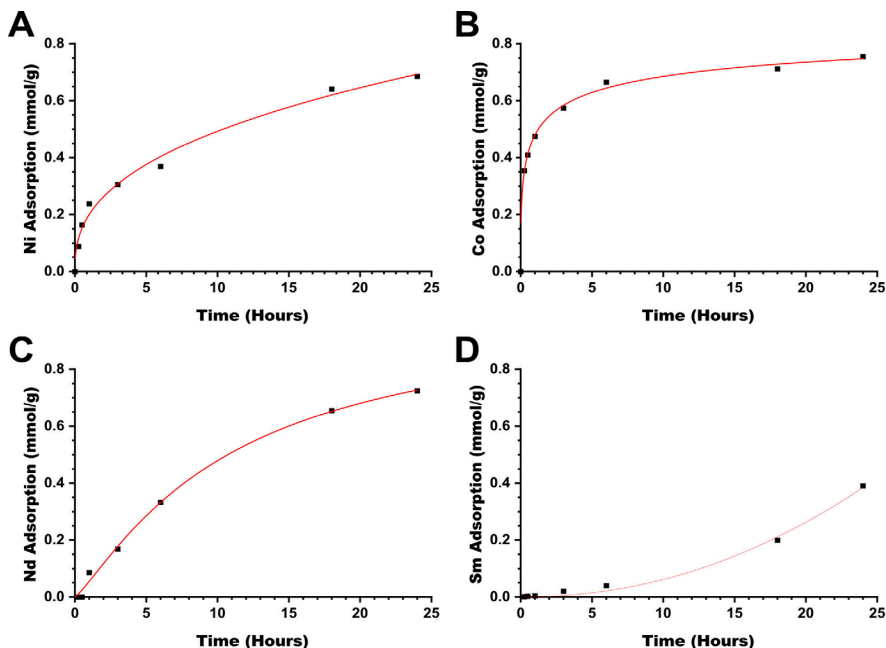 A
Ni Adsorption (mmol/g)
0.8
0.6
0.4
0.2
0.0
0 5 10 15 20 25
Time (Hours)
B
Co Adsorption (mmol/g)
0.8
0.6
0.4
0.2
0.0
0 5 10 15 20 25
Time (Hours)
C
Nd Adsorption (mmol/g)
0.8
0.6
0.4
0.2
0.0
0 5 10 15 20 25
Time (Hours)
D
Sm Adsorption (mmol/g)
0.8
0.6
0.4
0.2
0.0
0 5 10 15 20 25
Time (Hours)